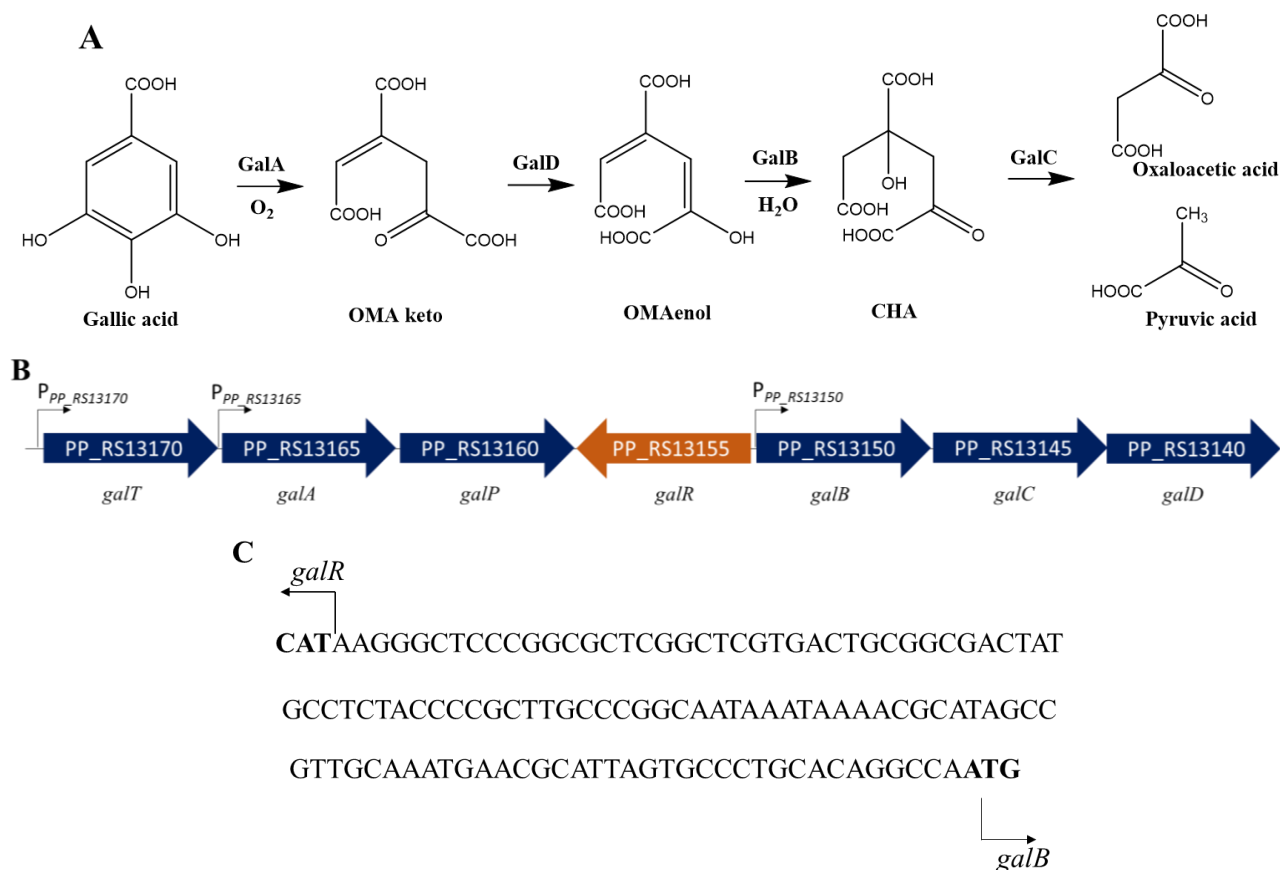 A
COOH
HO
OH
OH
Gallic acid
GalA
O2
COOH
COOH
O
COOH
OMA keto
GalD
COOH
COOH
HOOC
OH
OMAenol
GalB
H2O
COOH
OH
COOH
HOOC
O
CHA
GalC
COOH
O
COOH
Oxaloacetic acid
CH3
HOOC
O
Pyruvic acid
B
PPP_RS13170
PPP_RS13165
PPP_RS13150
PP_RS13170
PP_RS13165
PP_RS13160
PP_RS13155
PP_RS13150
PP_RS13145
PP_RS13140
galT
galA
galP
galR
galB
galC
galD
C
galR
CATAAGGGCTCCCGGCGCTCGGCTCGTGACTGCGGCGACTAT
GCCTCTACCCCGCTTGCCCGGCAATAAATAAAACGCATAGCC
GTTGCAAATGAACGCATTAGTGCCCTGCACAGGCCAATG
galB